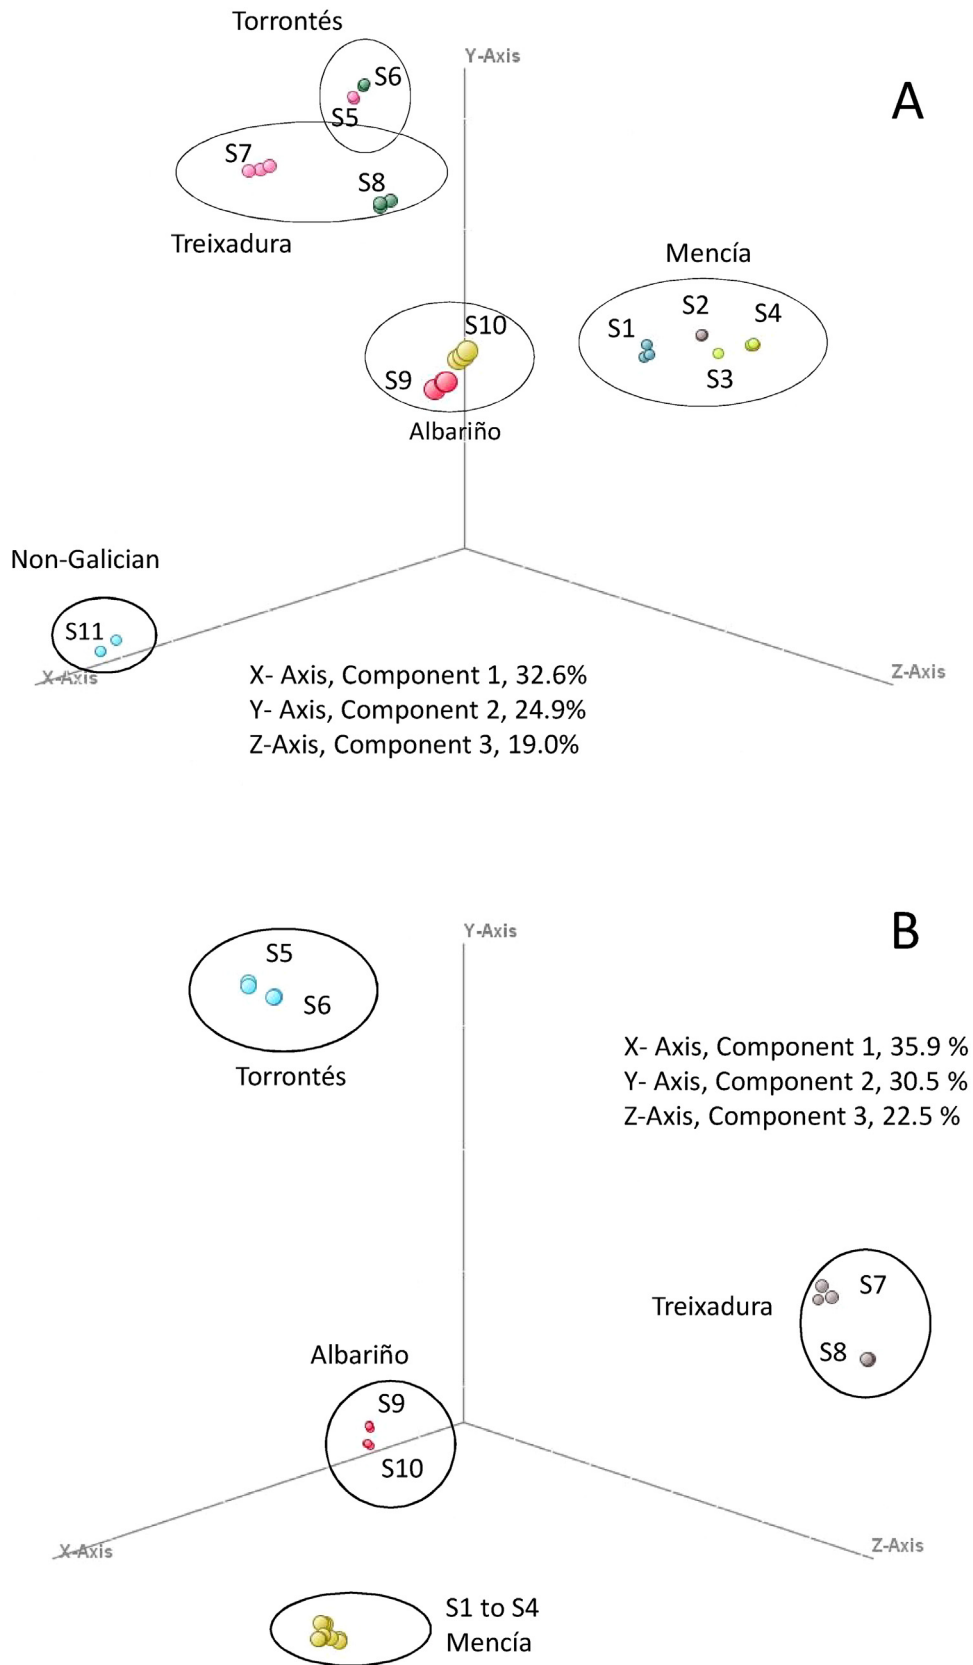 Torrontés
Y-Axis
A
S6
S5
S7
S8
Treixadura
Mencía
S2
S4
S1
S3
S10
S9
Albariño
Non-Galician
S11
X-Axis
Z-Axis
X- Axis, Component 1, 32.6%
Y- Axis, Component 2, 24.9%
Z-Axis, Component 3, 19.0%
B
Y-Axis
S5
S6
Torrontés
X- Axis, Component 1, 35.9 %
Y- Axis, Component 2, 30.5 %
Z-Axis, Component 3, 22.5 %
S7
Treixadura
S8
Albariño
S9
S10
X-Axis
Z-Axis
S1 to S4
Mencía